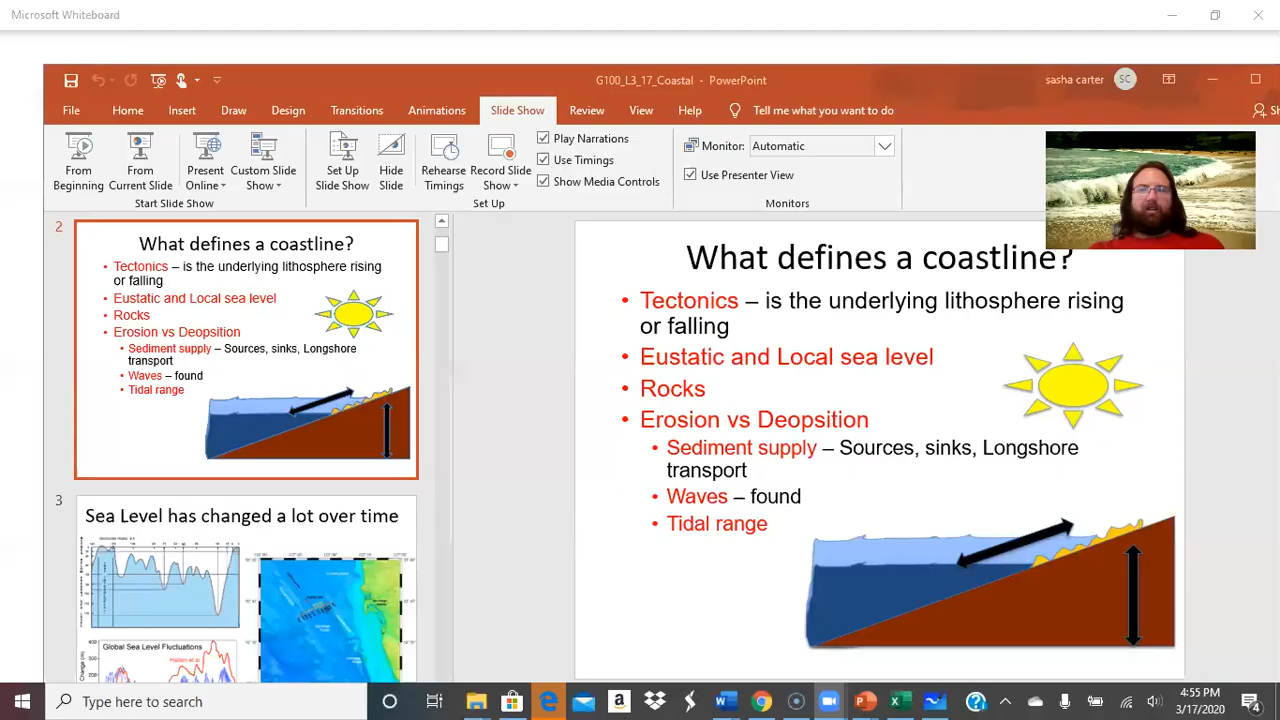 Microsoft Whiteboard
G100_L3_17_Coastal - PowerPoint
sasha carter
SC
File Home Insert Draw Design Transitions Animations Slide Show Review View Help Tell me what you want to do
From Beginning
From Current Slide
Present Online
Custom Slide Show
Start Slide Show
Set Up Slide Show
Hide Slide
Rehearse Timings
Record Slide Show
Play Narrations
Use Timings
Show Media Controls
Set Up
Monitor: Automatic
Use Presenter View
Monitors
2
What defines a coastline?
• Tectonics – is the underlying lithosphere rising
or falling
• Eustatic and Local sea level
• Rocks
• Erosion vs Deopsition
• Sediment supply – Sources, sinks, Longshore
transport
• Waves – found
• Tidal range
3
Sea Level has changed a lot over time
Global Sea Level Fluctuations
What defines a coastline?
• Tectonics – is the underlying lithosphere rising
or falling
• Eustatic and Local sea level
• Rocks
• Erosion vs Deopsition
• Sediment supply – Sources, sinks, Longshore
transport
• Waves – found
• Tidal range
Type here to search
4:55 PM
3/17/2020
4